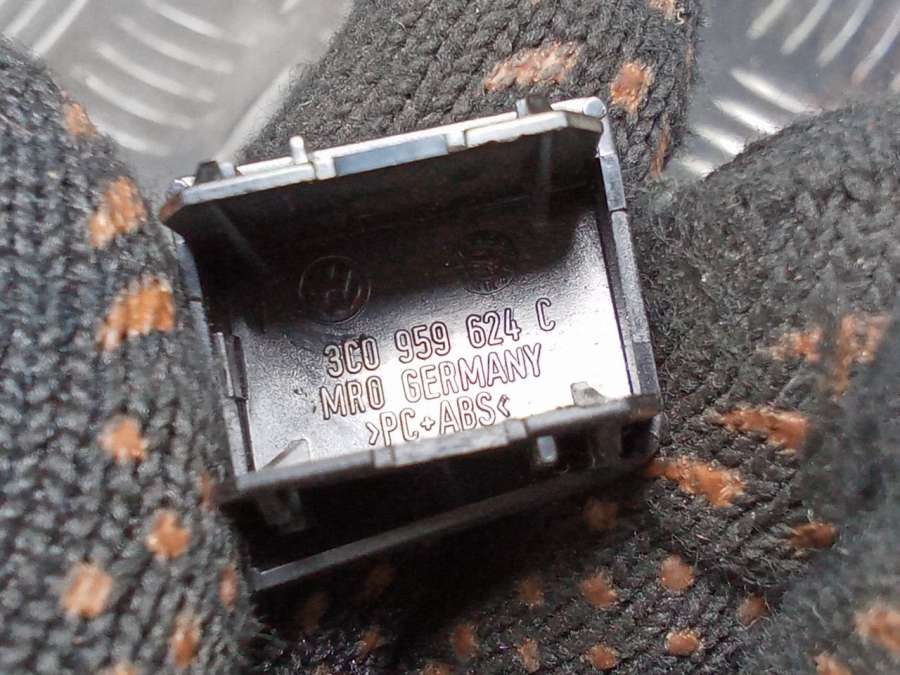 3C0 959 624 C
MRO GERMANY
>PC+ABS<